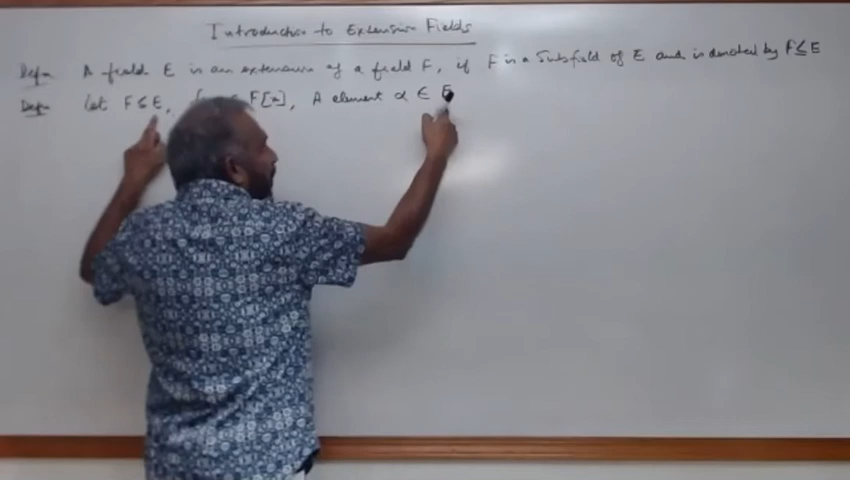 Introduction to Extension Fields
Defn A field E is an extension of a field F, if F is a Subfield of E and is denoted by F ≤ E
Defn Let F ≤ E, F[x], A element α ∈ E